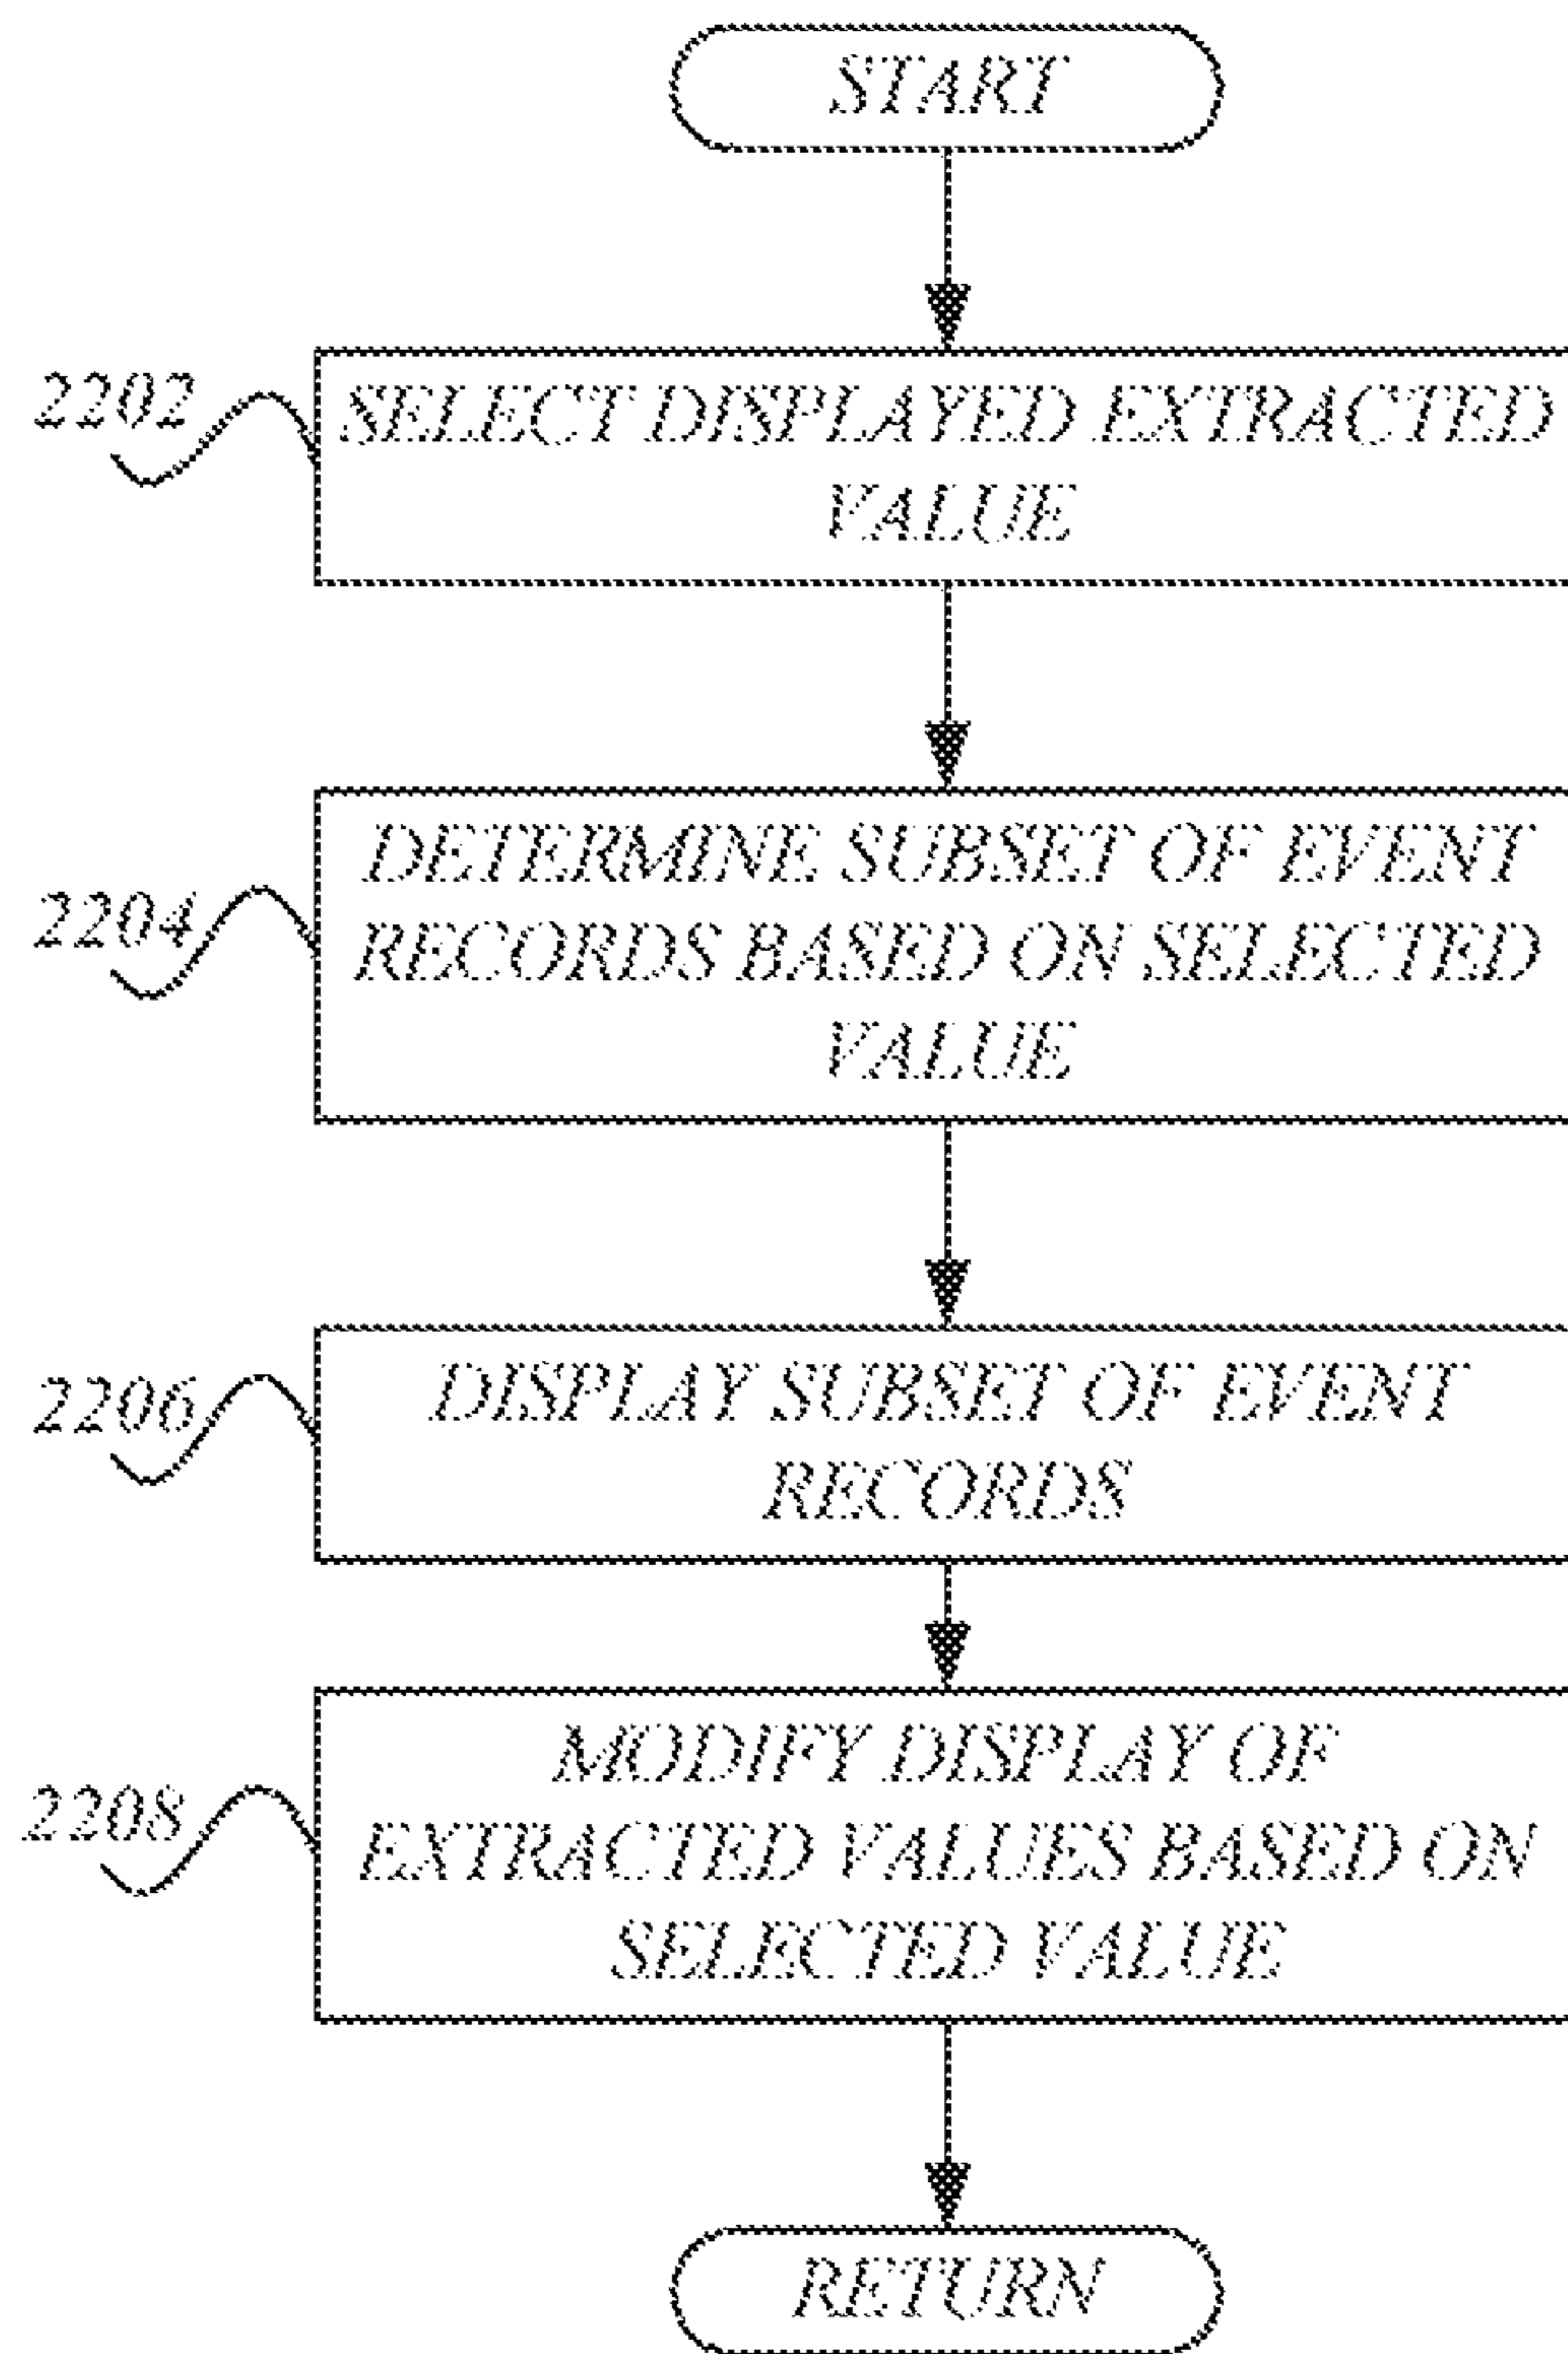 START
2202
SELECT DISPLAYED EXTRACTED
VALUE
2204
DETERMINE SUBSET OF EVENT
RECORDS BASED ON SELECTED
VALUE
2206
DISPLAY SUBSET OF EVENT
RECORDS
2208
MODIFY DISPLAY OF
EXTRACTED VALUES BASED ON
SELECTED VALUE
RETURN